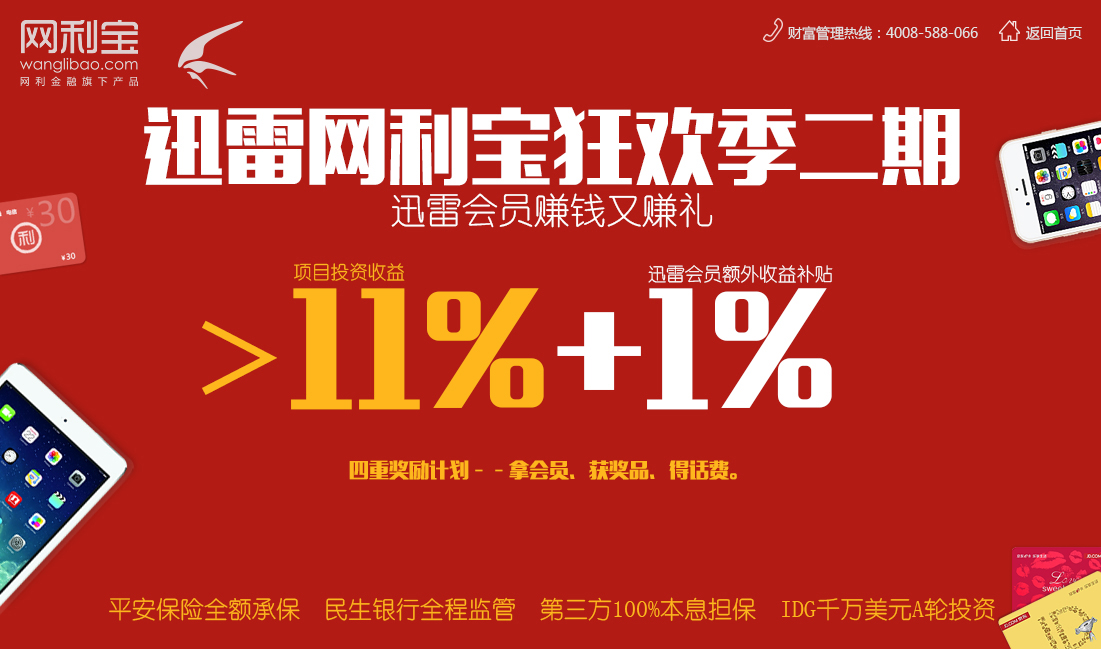 网利宝
wanglibao.com
网利金融旗下产品
财富管理热线：4008-588-066
返回首页
迅雷网利宝狂欢季二期
迅雷会员赚钱又赚礼
电信
¥30
利
¥30
项目投资收益
迅雷会员额外收益补贴
>11%+1%
四重奖励计划--拿会员、获奖品、得话费。
平安保险全额承保 民生银行全程监管 第三方100%本息担保 IDG千万美元A轮投资